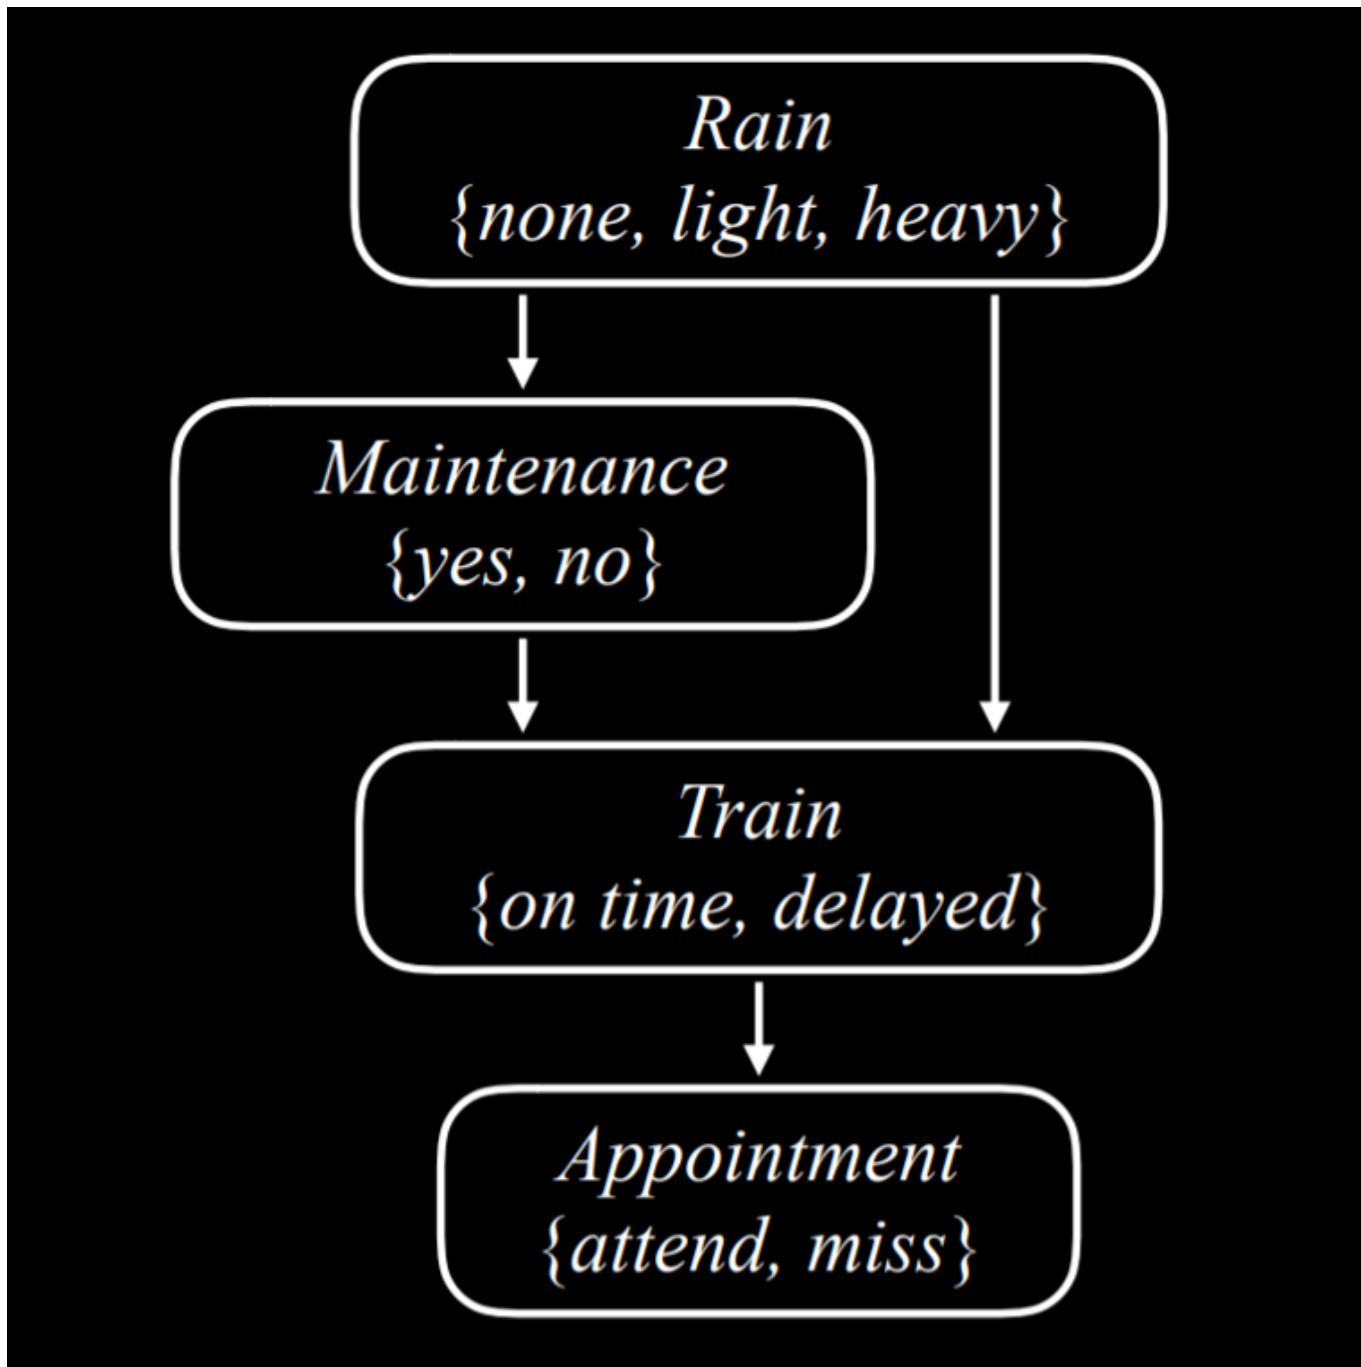 Rain
{none, light, heavy}
Maintenance
{yes, no}
Train
{on time, delayed}
Appointment
{attend, miss}